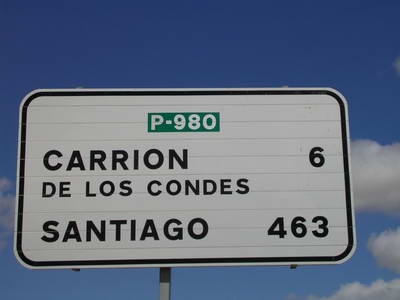 P-980
CARRION 6
DE LOS CONDES
SANTIAGO 463